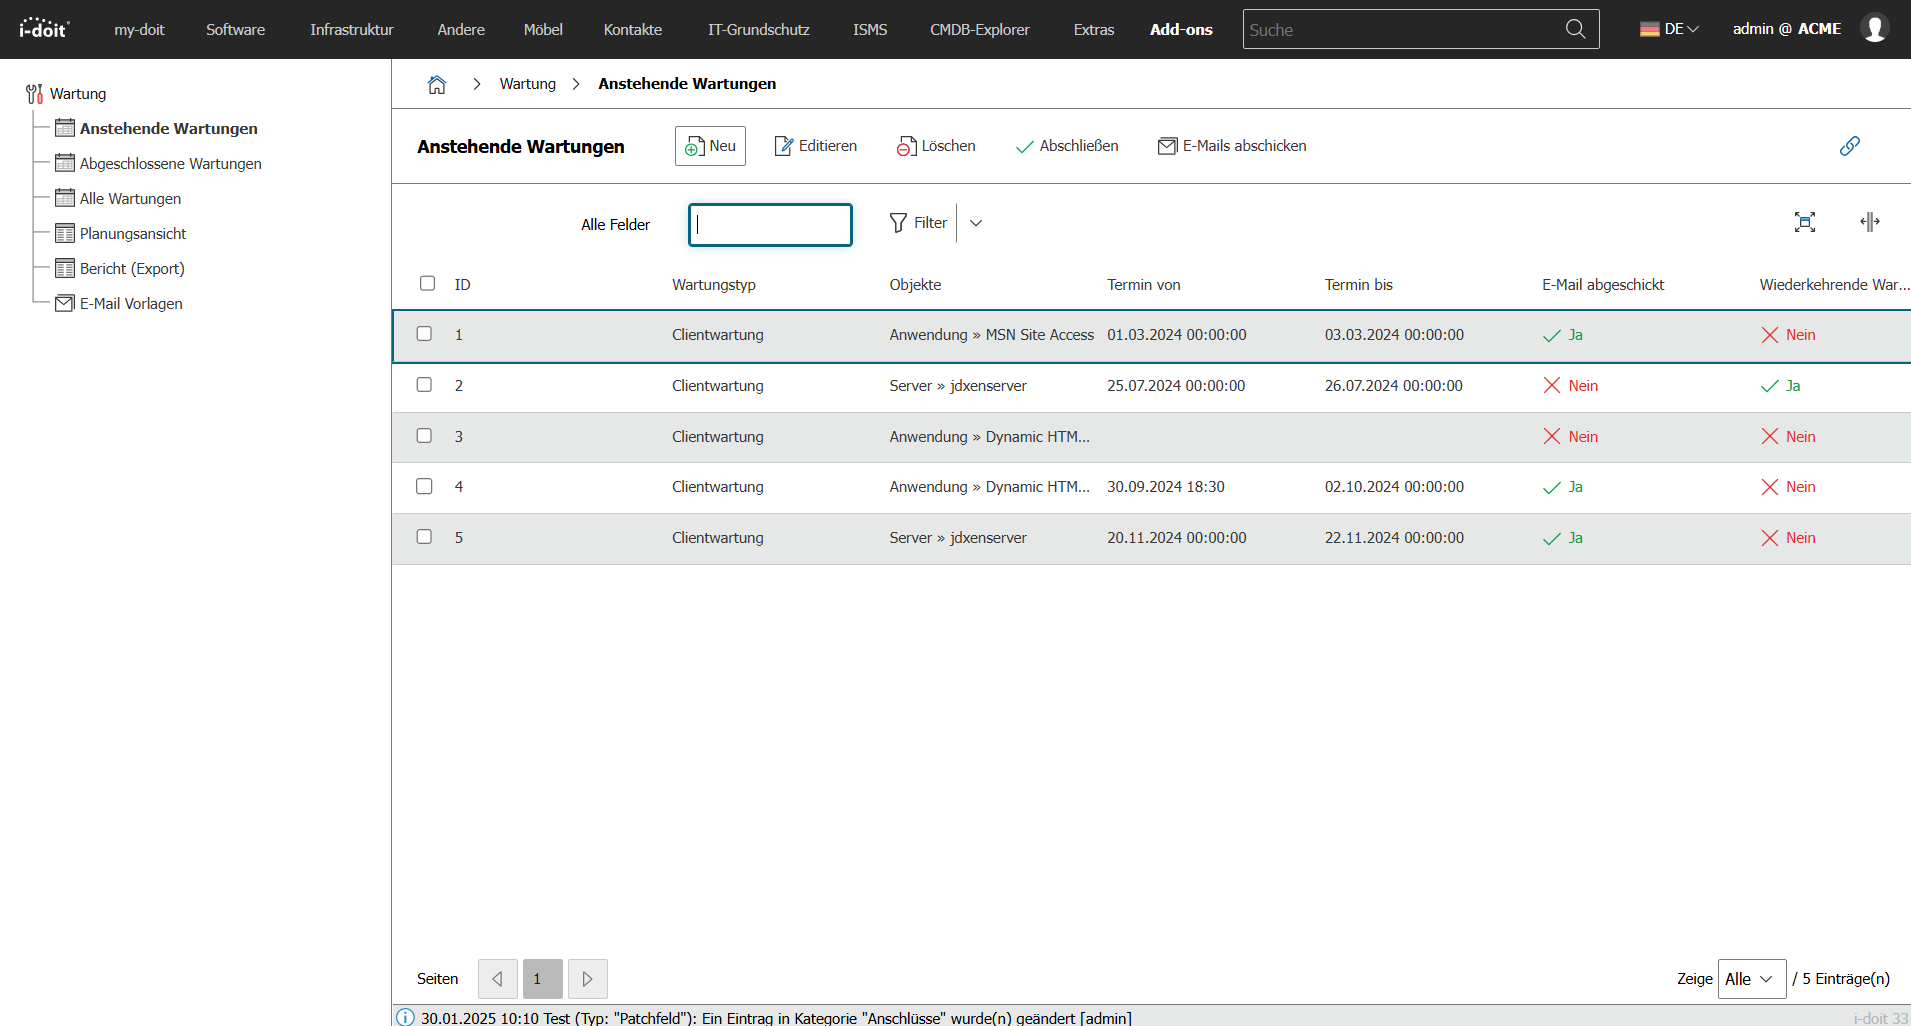 i-doit my-doit Software Infrastruktur Andere Möbel Kontakte IT-Grundschutz ISMS CMDB-Explorer Extras Add-ons Suche DE admin @ ACME
Wartung
Anstehende Wartungen
Abgeschlossene Wartungen
Alle Wartungen
Planungsansicht
Bericht (Export)
E-Mail Vorlagen
Wartung Anstehende Wartungen
Anstehende Wartungen Neu Editieren Löschen Abschließen E-Mails abschicken
Alle Felder Filter
ID Wartungstyp Objekte Termin von Termin bis E-Mail abgeschickt Wiederkehrende War...
1 Clientwartung Anwendung » MSN Site Access 01.03.2024 00:00:00 03.03.2024 00:00:00 Ja Nein
2 Clientwartung Server » jdxenserver 25.07.2024 00:00:00 26.07.2024 00:00:00 Nein Ja
3 Clientwartung Anwendung » Dynamic HTM... Nein Nein
4 Clientwartung Anwendung » Dynamic HTM... 30.09.2024 18:30 02.10.2024 00:00:00 Ja Nein
5 Clientwartung Server » jdxenserver 20.11.2024 00:00:00 22.11.2024 00:00:00 Ja Nein
Seiten 1 Zeige Alle / 5 Einträge(n)
30.01.2025 10:10 Test (Typ: "Patchfeld"): Ein Eintrag in Kategorie "Anschlüsse" wurde(n) geändert [admin] i-doit 33